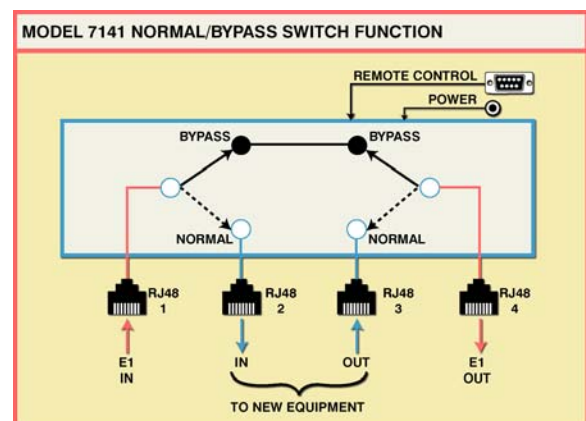 MODEL 7141 NORMAL/BYPASS SWITCH FUNCTION
REMOTE CONTROL
POWER
BYPASS
BYPASS
NORMAL
NORMAL
RJ48
1
RJ48
2
RJ48
3
RJ48
4
E1
IN
IN
OUT
E1
OUT
TO NEW EQUIPMENT